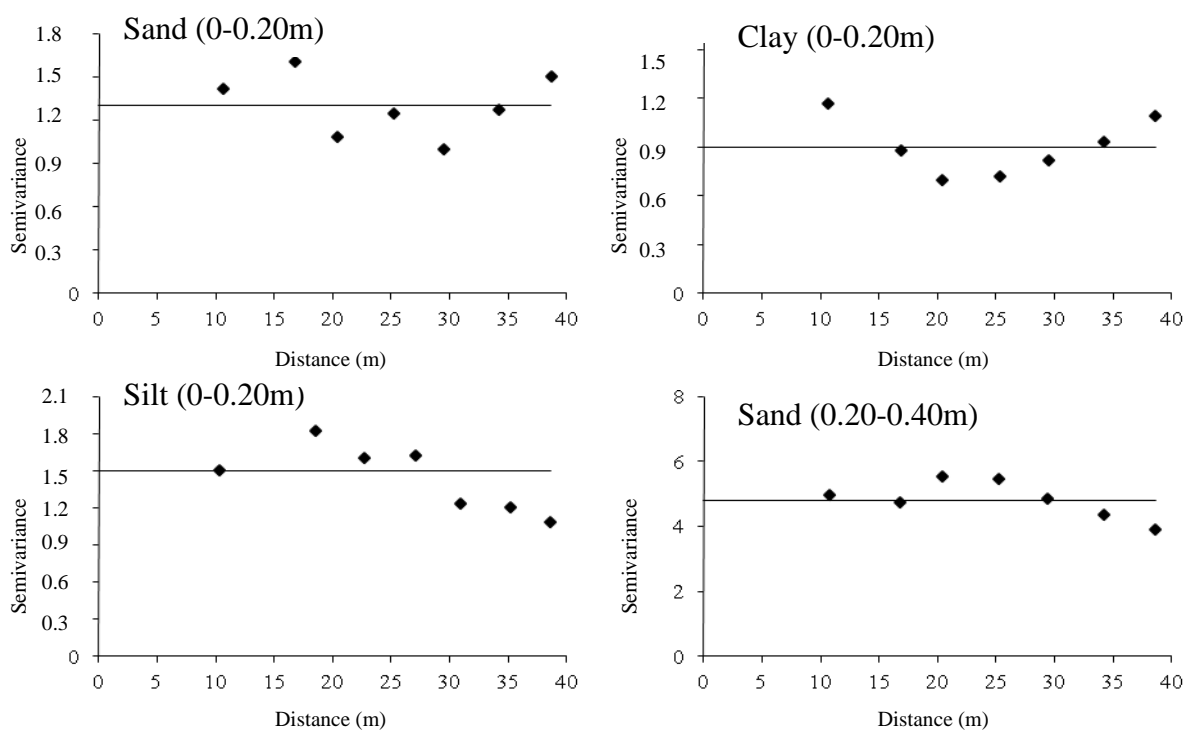 Sand (0-0.20m)
1.8
1.5
1.2
0.9
0.6
0.3
0
Semivariance
0 5 10 15 20 25 30 35 40
Distance (m)
Clay (0-0.20m)
1.5
1.2
0.9
0.6
0.3
0
Semivariance
0 5 10 15 20 25 30 35 40
Distance (m)
Silt (0-0.20m)
2.1
1.8
1.5
1.2
0.9
0.6
0.3
0
Semivariance
0 5 10 15 20 25 30 35 40
Distance (m)
Sand (0.20-0.40m)
8
6
4
2
0
Semivariance
0 5 10 15 20 25 30 35 40
Distance (m)